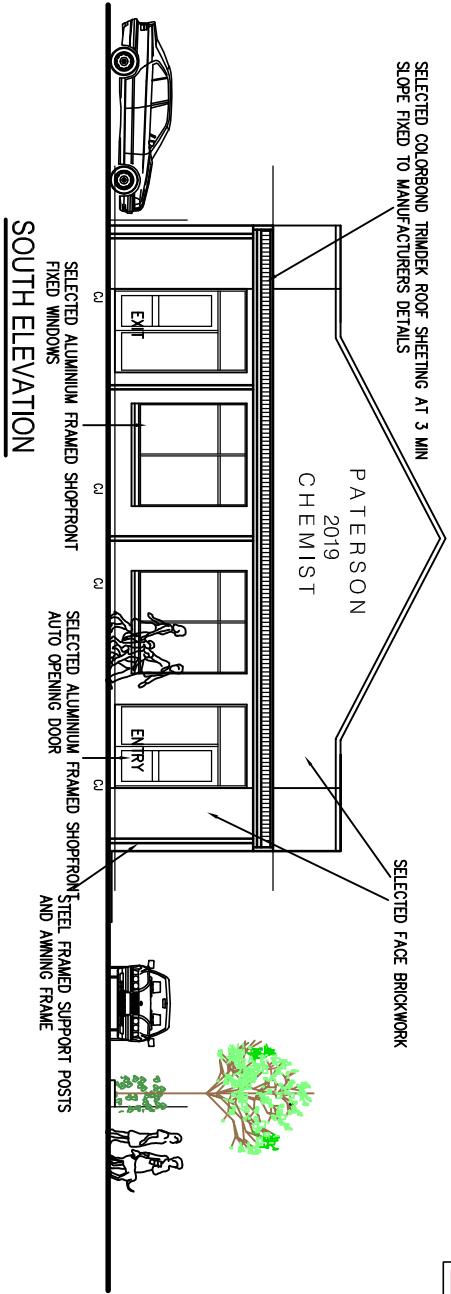 SELECTED COLORBOND TRIMDEK ROOF SHEETING AT 3 MIN
SLOPE FIXED TO MANUFACTURERS DETAILS
PATERSON
2019
CHEMIST
SELECTED FACE BRICKWORK
EXIT
ENTRY
CJ
CJ
CJ
CJ
SELECTED ALUMINIUM FRAMED SHOPFRONT
FIXED WINDOWS
SELECTED ALUMINIUM FRAMED SHOPFRONT
AUTO OPENING DOOR
STEEL FRAMED SUPPORT POSTS
AND AWNING FRAME
SOUTH ELEVATION